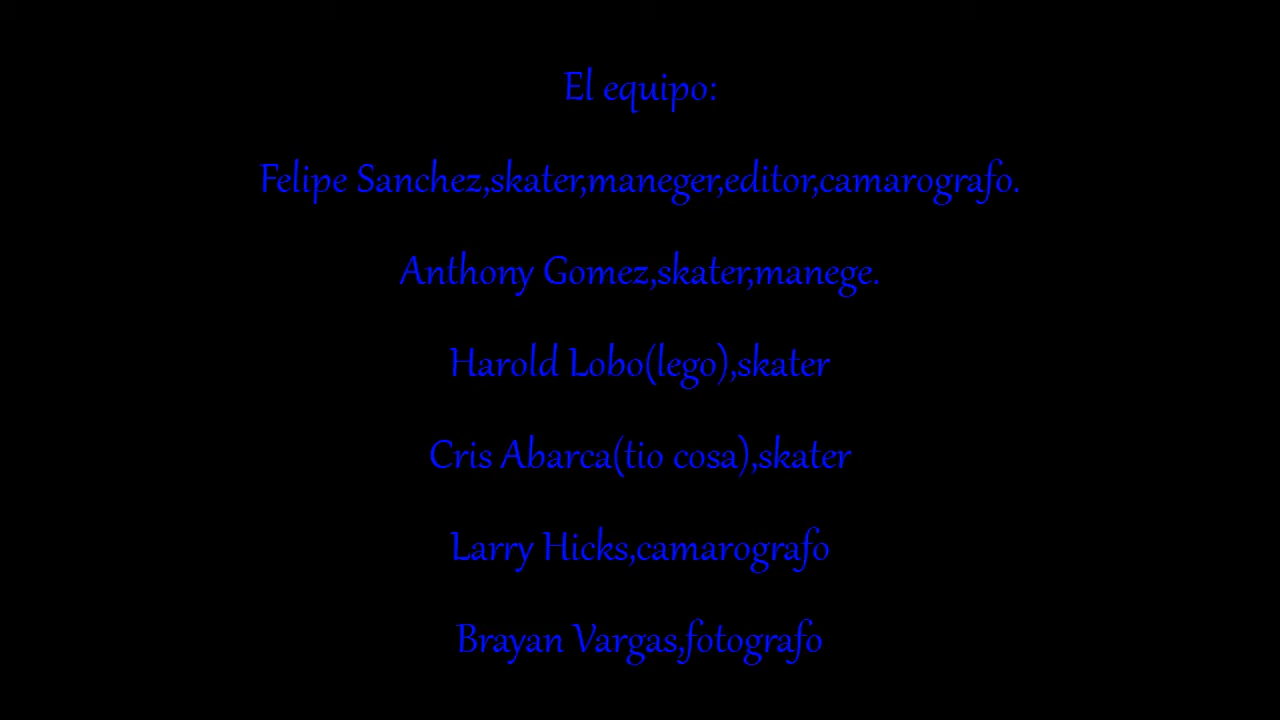 El equipo:
Felipe Sanchez,skater,maneger,editor,camarografo.
Anthony Gomez,skater,manege.
Harold Lobo(lego),skater
Cris Abarca(tio cosa),skater
Larry Hicks,camarografo
Brayan Vargas,fotografo